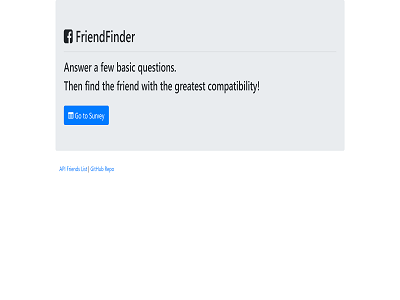 FriendFinder
Answer a few basic questions.
Then find the friend with the greatest compatibility!
Go to Survey
API Friends List | GitHub Repo